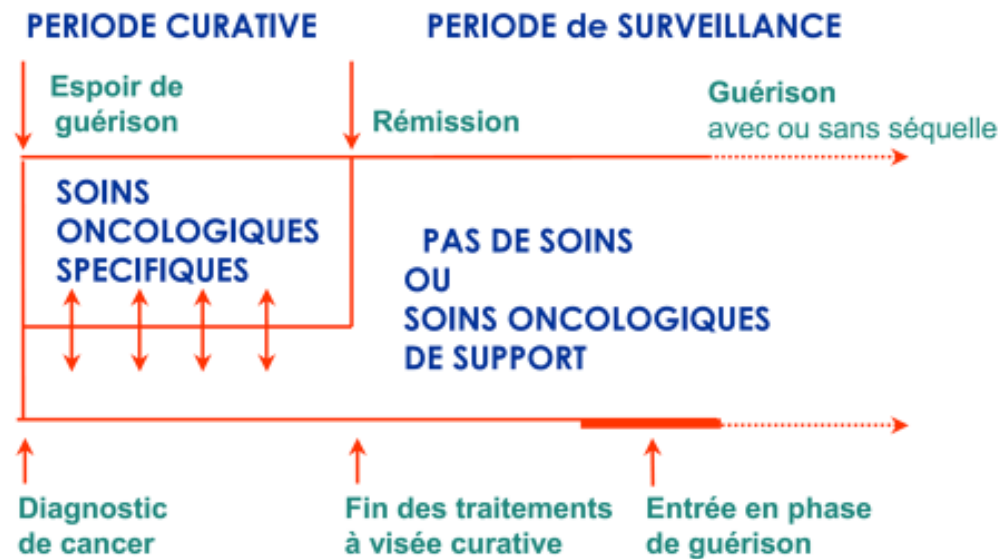 PERIODE CURATIVE
PERIODE de SURVEILLANCE
Espoir de
guérison
Rémission
Guérison
avec ou sans séquelle
SOINS
ONCOLOGIQUES
SPECIFIQUES
PAS DE SOINS
OU
SOINS ONCOLOGIQUES
DE SUPPORT
Diagnostic
de cancer
Fin des traitements
à visée curative
Entrée en phase
de guérison